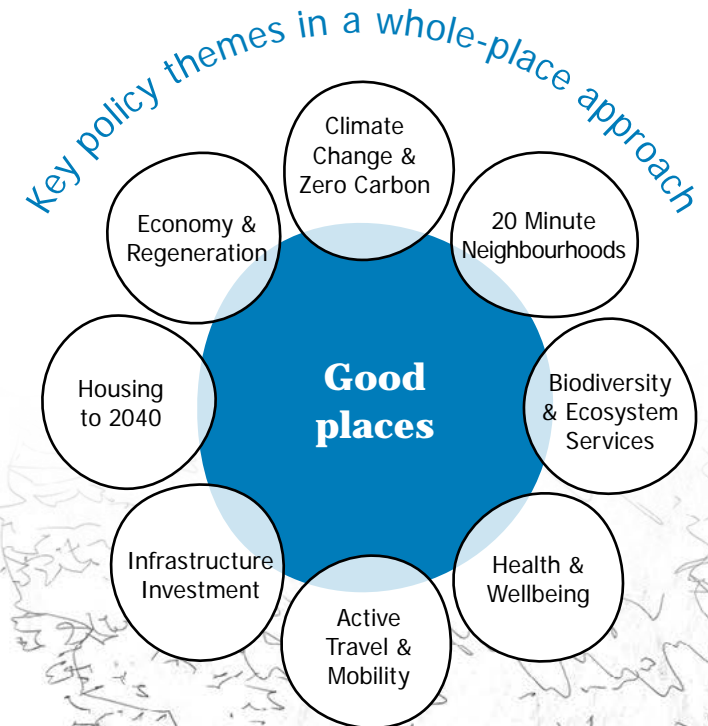 Key policy themes in a whole-place approach
Climate
Change &
Zero Carbon
20 Minute
Neighbourhoods
Biodiversity
& Ecosystem
Services
Health &
Wellbeing
Active
Travel &
Mobility
Infrastructure
Investment
Housing
to 2040
Economy &
Regeneration
Good
places